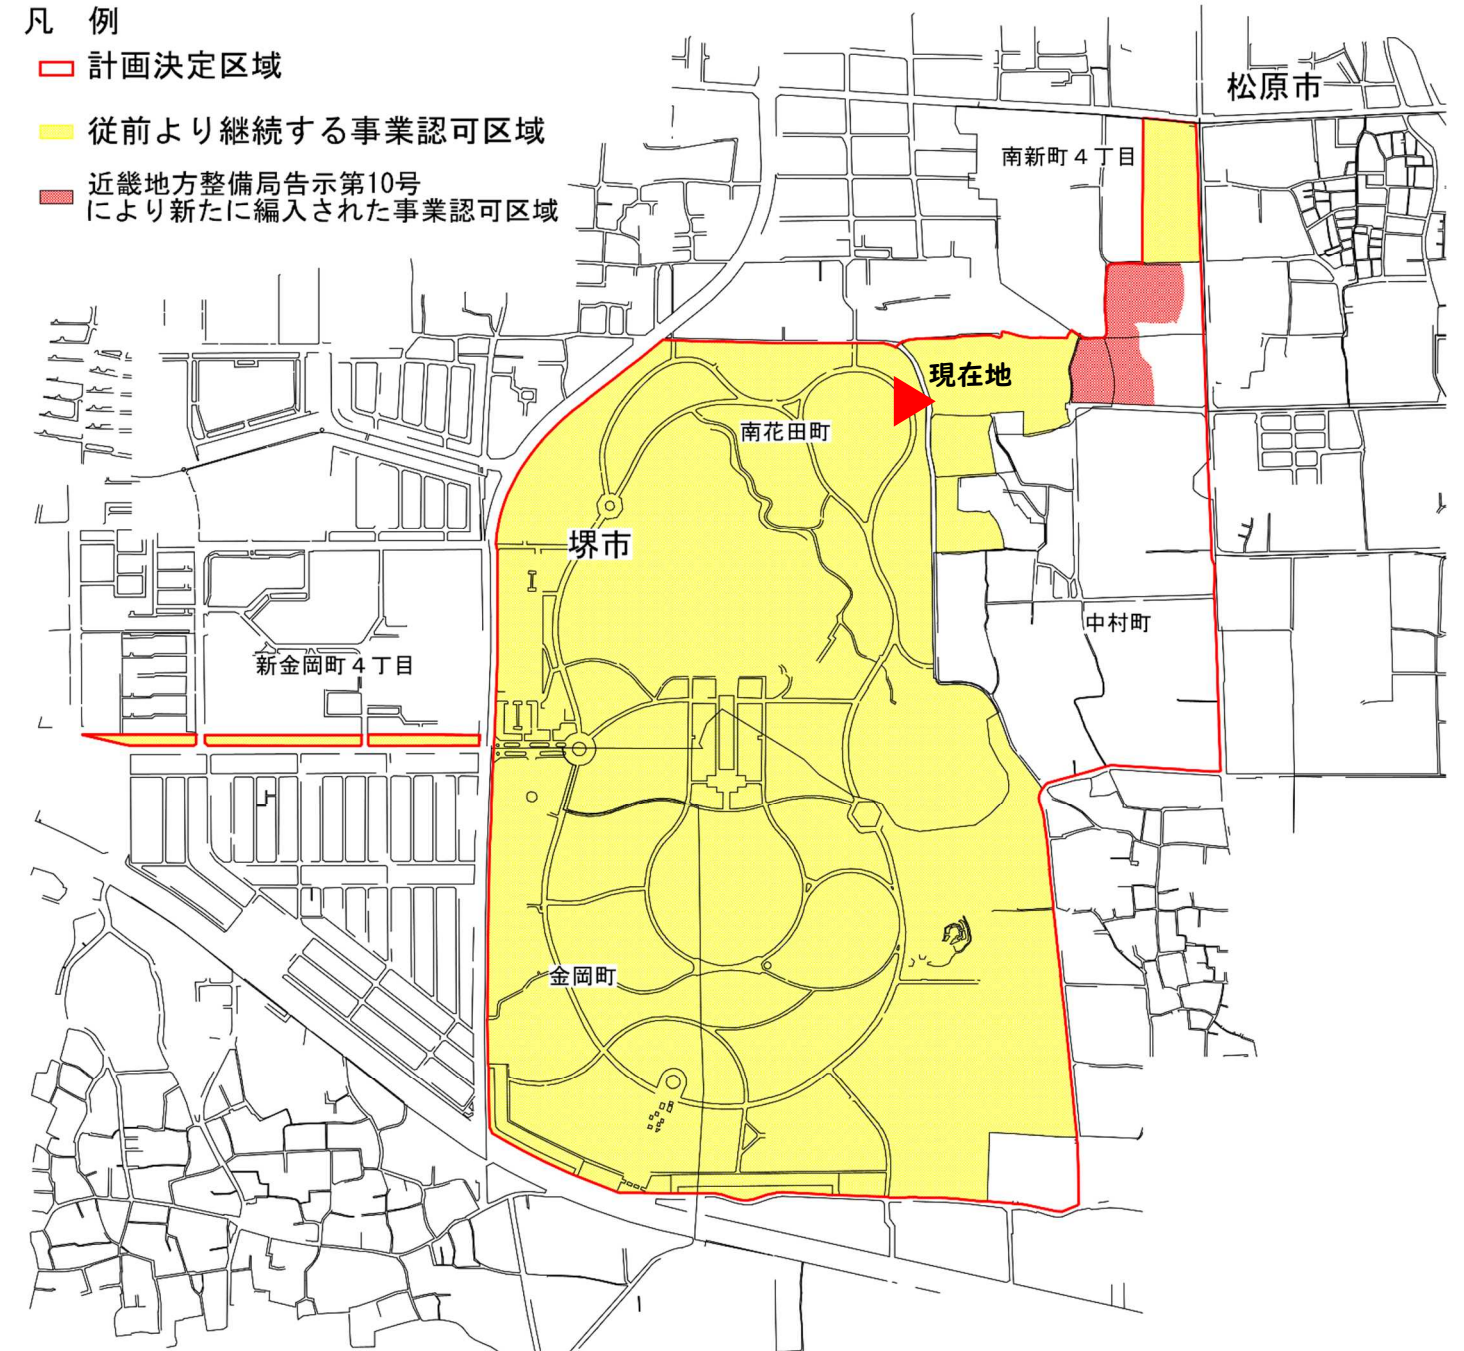 凡　例
計画決定区域
従前より継続する事業認可区域
近畿地方整備局告示第10号
により新たに編入された事業認可区域
松原市
南新町４丁目
現在地
南花田町
堺市
中村町
新金岡町４丁目
金岡町